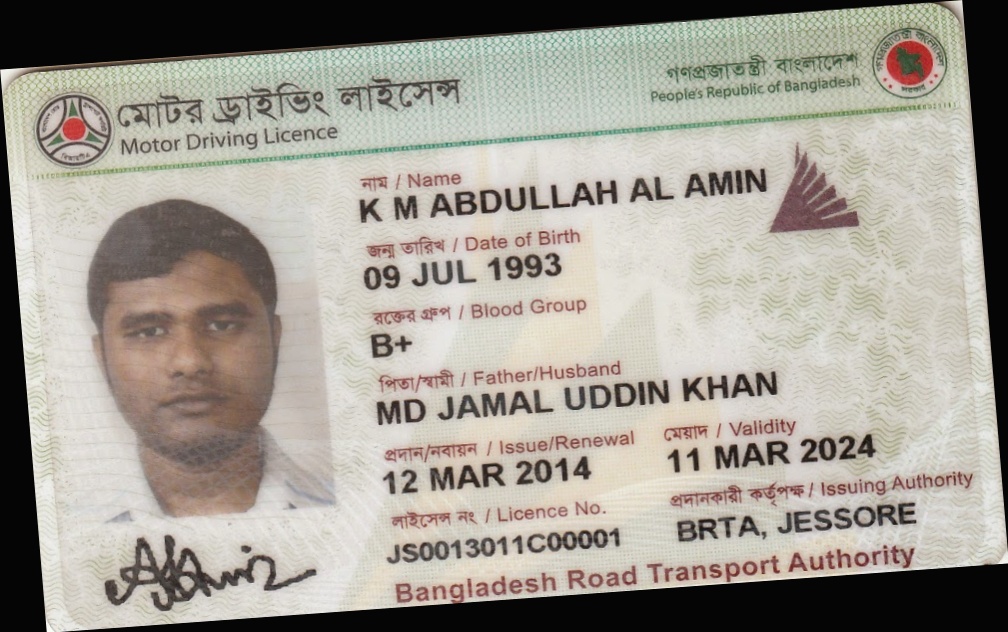 মোটর ড্রাইভিং লাইসেন্স
Motor Driving Licence
গণপ্রজাতন্ত্রী বাংলাদেশ
People's Republic of Bangladesh
নাম / Name
K M ABDULLAH AL AMIN
জন্ম তারিখ / Date of Birth
09 JUL 1993
রক্তের গ্রুপ / Blood Group
B+
পিতা/স্বামী / Father/Husband
MD JAMAL UDDIN KHAN
প্রদান/নবায়ন / Issue/Renewal
12 MAR 2014
মেয়াদ / Validity
11 MAR 2024
লাইসেন্স নং / Licence No.
JS0013011C00001
প্রদানকারী কর্তৃপক্ষ / Issuing Authority
BRTA, JESSORE
Bangladesh Road Transport Authority